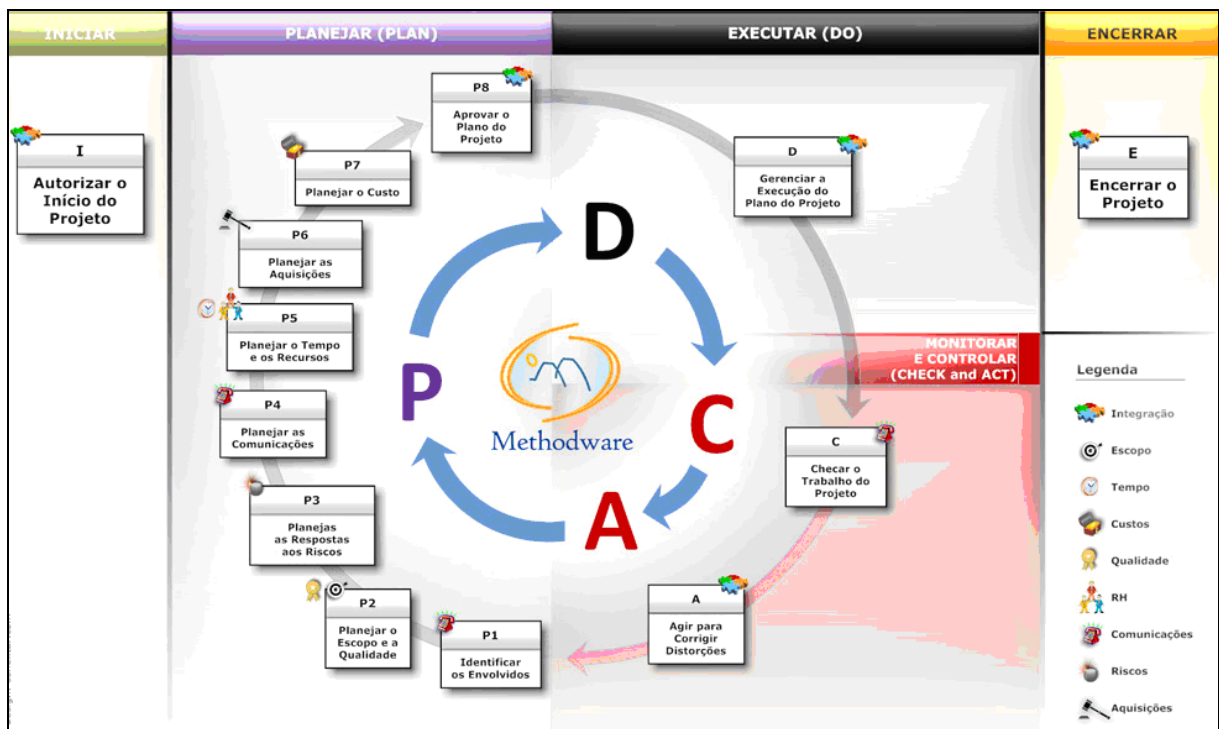 INICIAR
PLANEJAR (PLAN)
EXECUTAR (DO)
ENCERRAR
I
Autorizar o
Início do
Projeto
P8
Aprovar o
Plano do
Projeto
P7
Planejar o Custo
P6
Planejar as
Aquisições
P5
Planejar o Tempo
e os Recursos
P4
Planejar as
Comunicações
P3
Planejas
as Respostas
aos Riscos
P2
Planejar o
Escopo e a
Qualidade
P1
Identificar
os Envolvidos
D
Gerenciar a
Execução do
Plano do Projeto
MONITORAR
E CONTROLAR
(CHECK and ACT)
C
Checar o
Trabalho do
Projeto
A
Agir para
Corrigir
Distorções
P
D
C
A
Methodware
E
Encerrar o
Projeto
Legenda
Integração
Escopo
Tempo
Custos
Qualidade
RH
Comunicações
Riscos
Aquisições